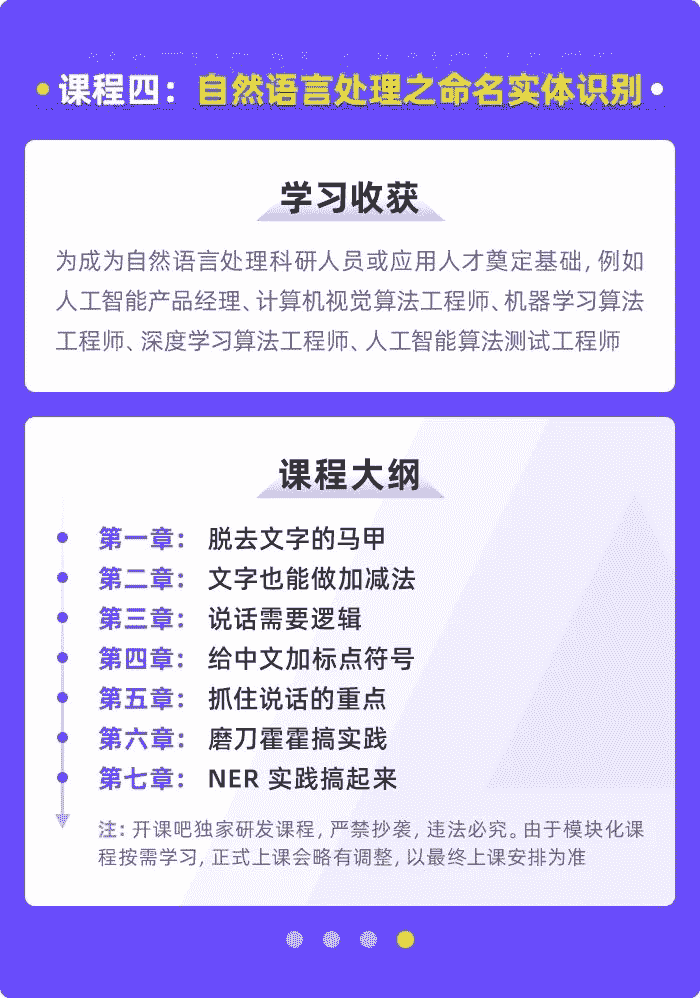 课程四：自然语言处理之命名实体识别
学习收获
为成为自然语言处理科研人员或应用人才奠定基础, 例如
人工智能产品经理、计算机视觉算法工程师、机器学习算法
工程师、深度学习算法工程师、人工智能算法测试工程师
课程大纲
第一章： 脱去文字的马甲
第二章： 文字也能做加减法
第三章： 说话需要逻辑
第四章： 给中文加标点符号
第五章： 抓住说话的重点
第六章： 磨刀霍霍搞实践
第七章： NER 实践搞起来
注: 开课吧独家研发课程, 严禁抄袭, 违法必究。由于模块化课
程按需学习, 正式上课会略有调整, 以最终上课安排为准